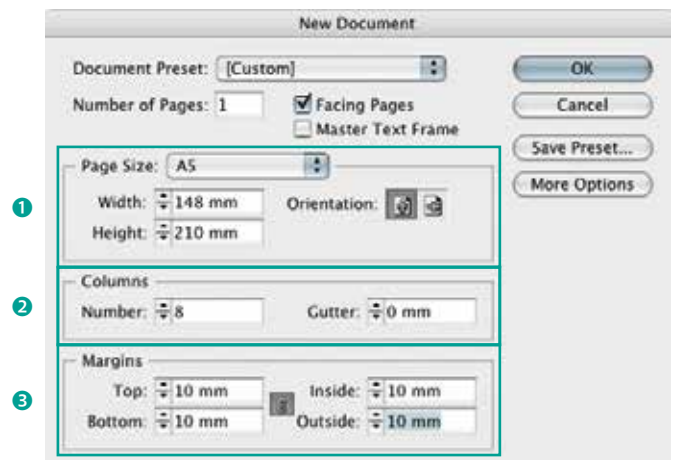 New Document
Document Preset: [Custom] OK
Number of Pages: 1 Facing Pages Cancel
Master Text Frame
Save Preset...
Page Size: A5
More Options
1 Width: 148 mm Orientation:
Height: 210 mm
Columns
2 Number: 8 Gutter: 0 mm
Margins
Top: 10 mm Inside: 10 mm
3
Bottom: 10 mm Outside: 10 mm